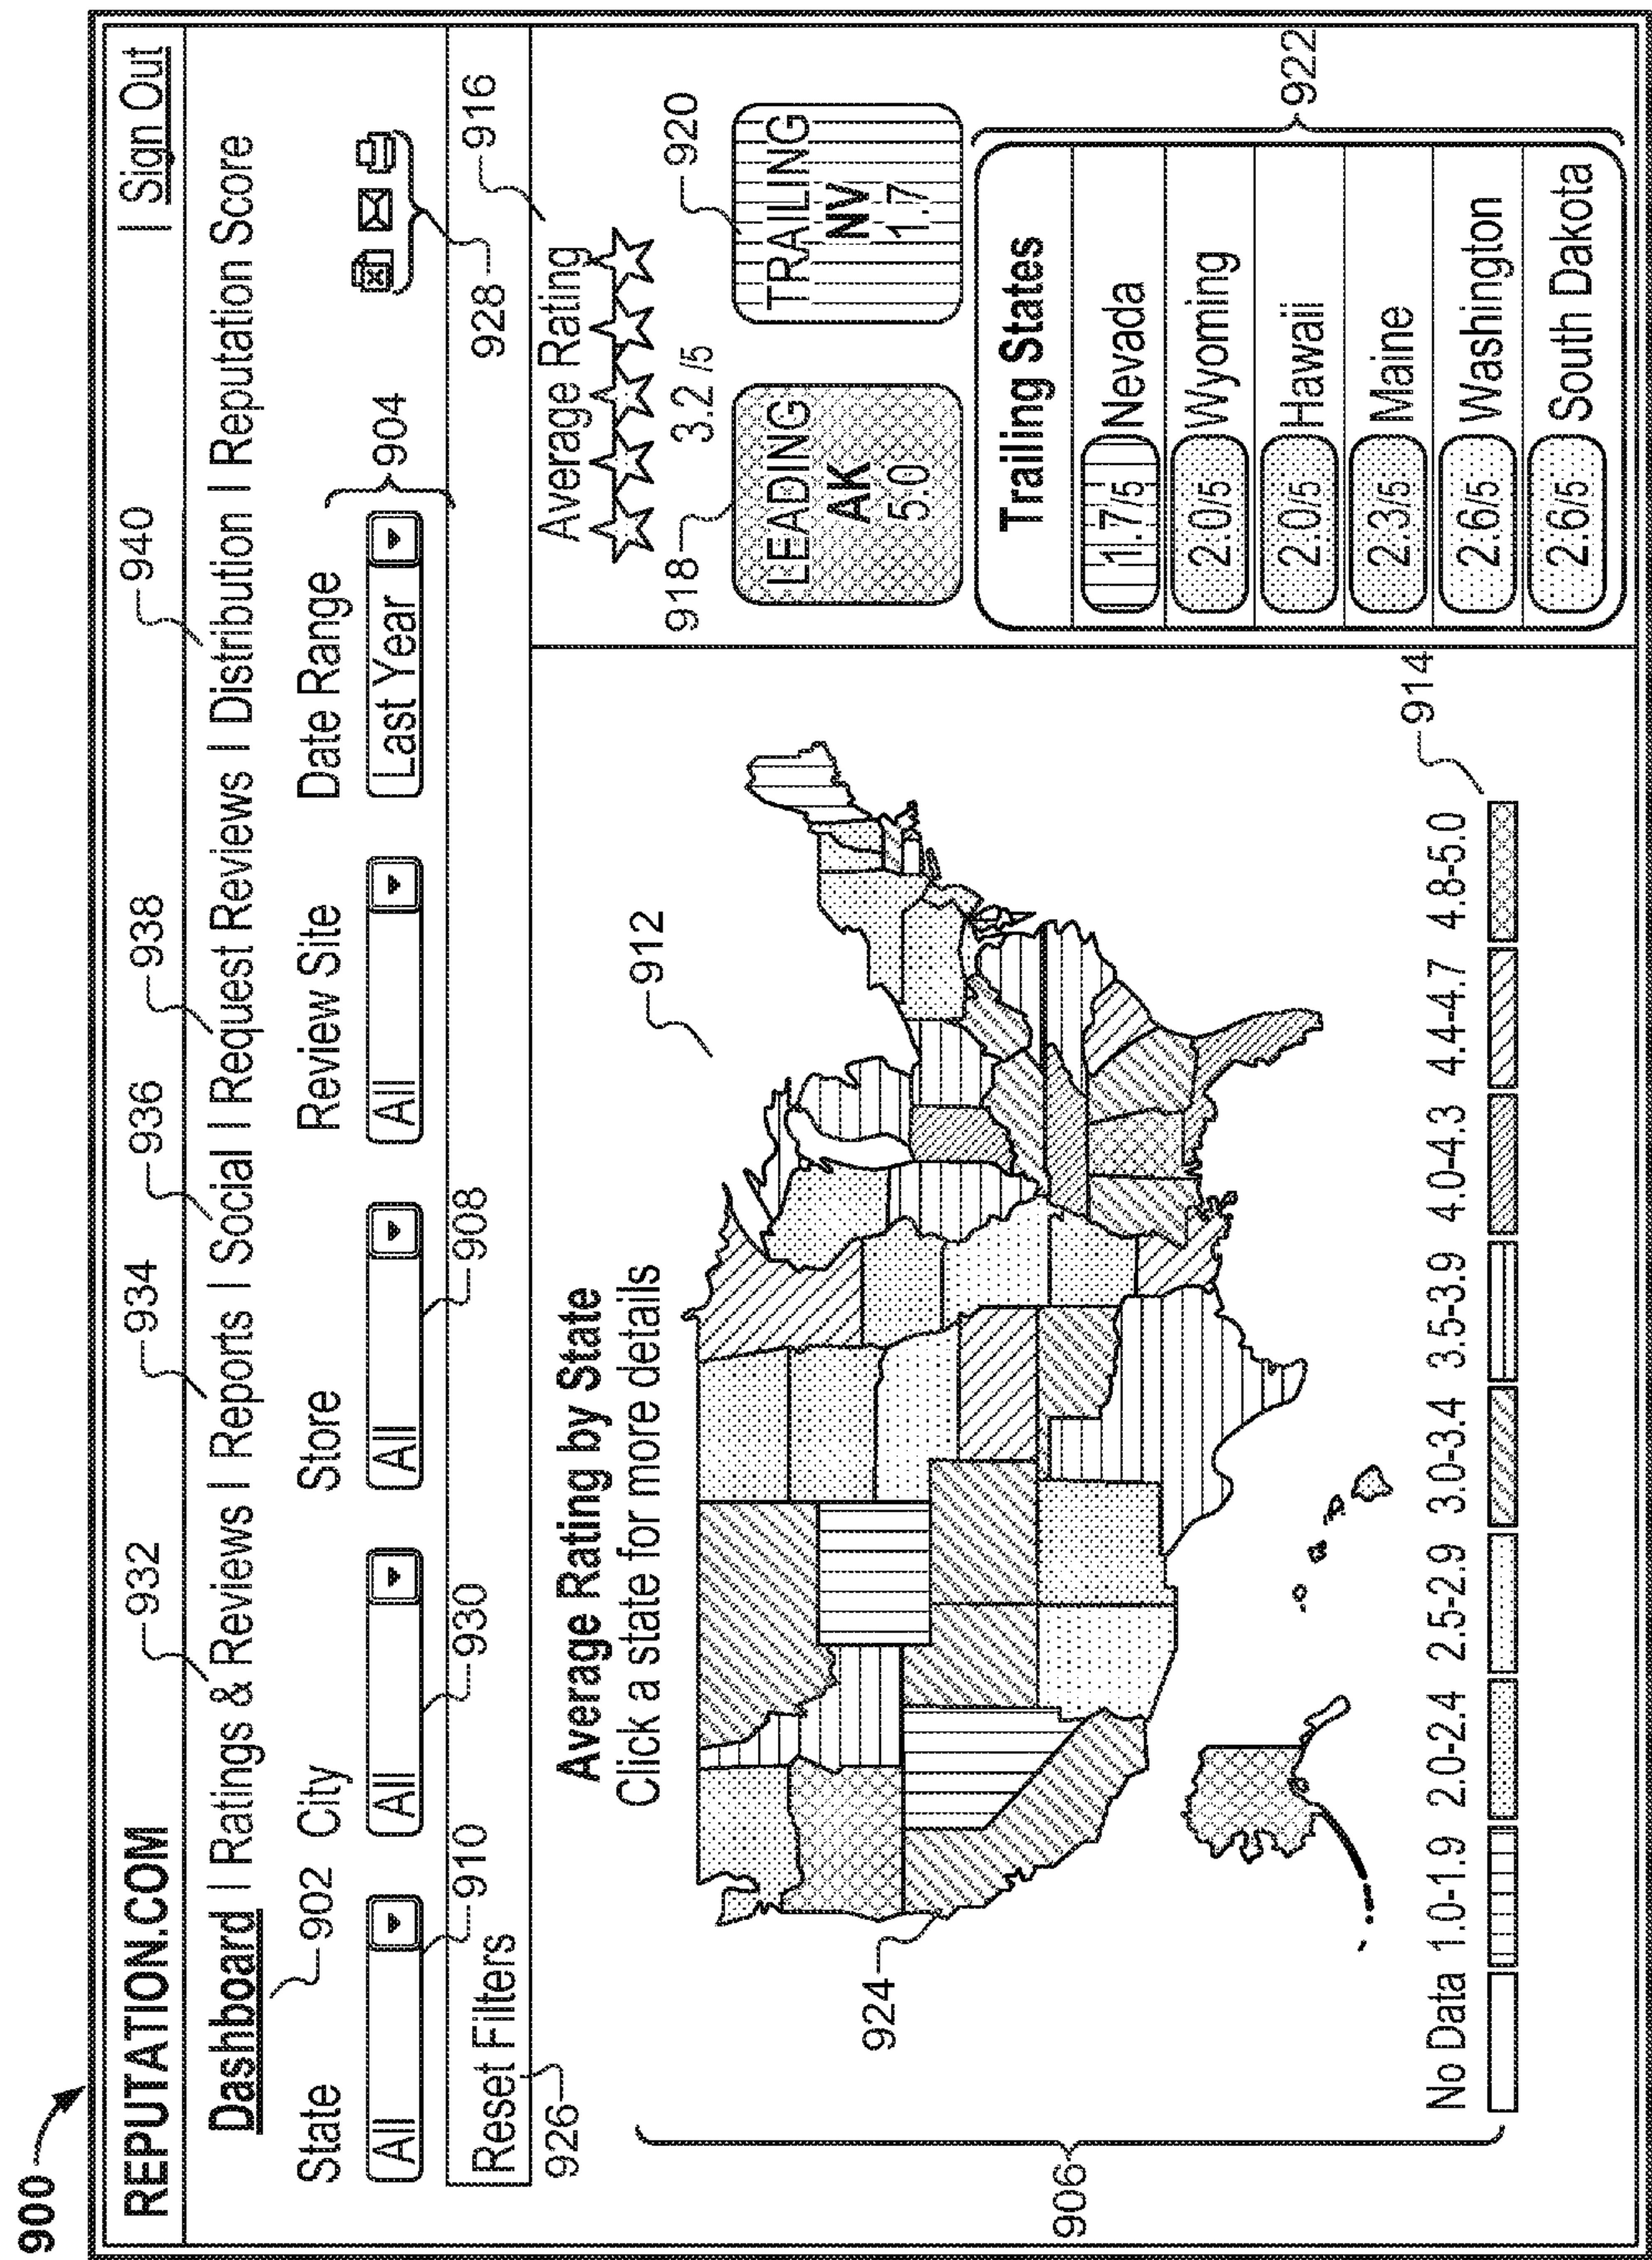 900
REPUTATION.COM
| Sign Out
932
934
936
938
940
Dashboard | Ratings & Reviews | Reports | Social | Request Reviews | Distribution | Reputation Score
902
State
City
Store
Review Site
Date Range
All
All
All
All
Last Year
904
910
930
908
928
Reset Filters
926
916
Average Rating by State
Click a state for more details
Average Rating
3.2 /5
912
924
906
918
LEADING
AK
5.0
920
TRAILING
NV
1.7
Trailing States
1.7/5 Nevada
2.0/5 Wyoming
2.0/5 Hawaii
2.3/5 Maine
2.6/5 Washington
2.6/5 South Dakota
922
914
No Data 1.0-1.9 2.0-2.4 2.5-2.9 3.0-3.4 3.5-3.9 4.0-4.3 4.4-4.7 4.8-5.0